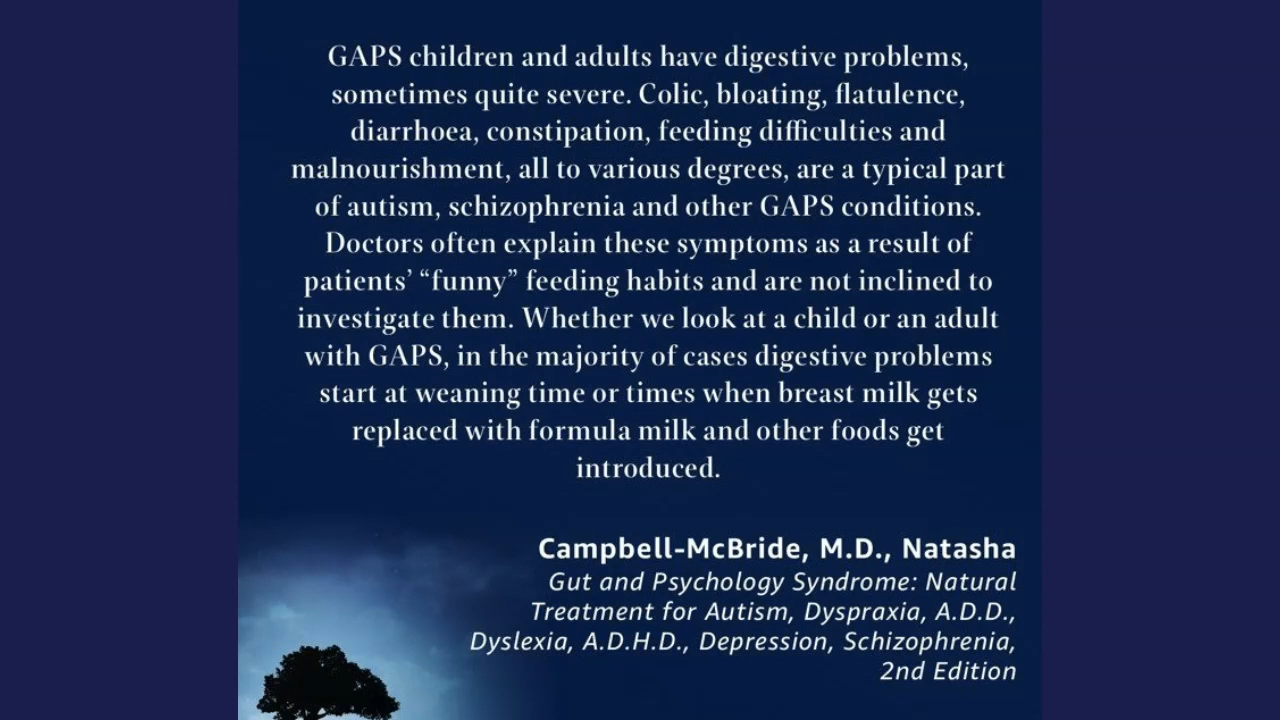 GAPS children and adults have digestive problems,
sometimes quite severe. Colic, bloating, flatulence,
diarrhoea, constipation, feeding difficulties and
malnourishment, all to various degrees, are a typical part
of autism, schizophrenia and other GAPS conditions.
Doctors often explain these symptoms as a result of
patients’ “funny” feeding habits and are not inclined to
investigate them. Whether we look at a child or an adult
with GAPS, in the majority of cases digestive problems
start at weaning time or times when breast milk gets
replaced with formula milk and other foods get
introduced.
Campbell-McBride, M.D., Natasha
Gut and Psychology Syndrome: Natural
Treatment for Autism, Dyspraxia, A.D.D.,
Dyslexia, A.D.H.D., Depression, Schizophrenia,
2nd Edition